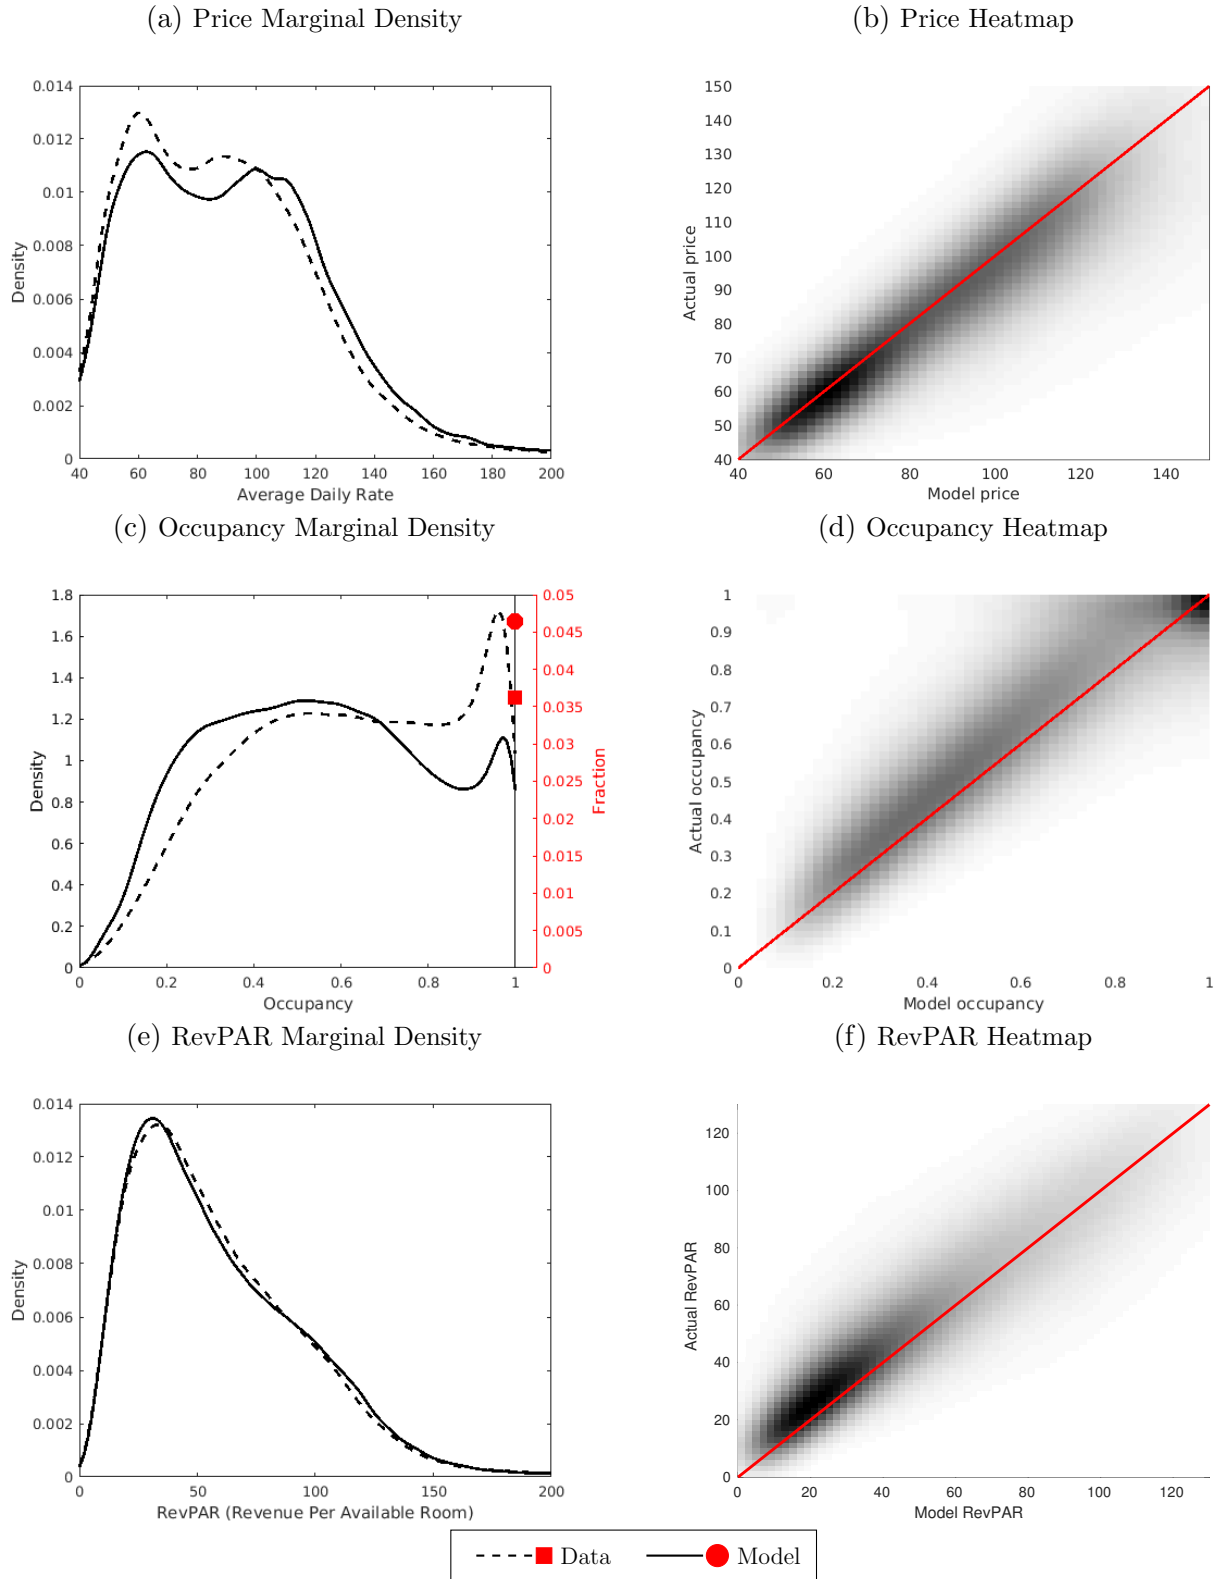 (a) Price Marginal Density
0.014
0.012
0.01
0.008
0.006
0.004
0.002
0
Density
40 60 80 100 120 140 160 180 200
Average Daily Rate
(b) Price Heatmap
150
140
130
120
110
100
90
80
70
60
50
40
Actual price
40 60 80 100 120 140
Model price
(c) Occupancy Marginal Density
1.8
1.6
1.4
1.2
1
0.8
0.6
0.4
0.2
0
Density
0 0.2 0.4 0.6 0.8 1
Occupancy
0.05
0.045
0.04
0.035
0.03
0.025
0.02
0.015
0.01
0.005
0
Fraction
(d) Occupancy Heatmap
1
0.9
0.8
0.7
0.6
0.5
0.4
0.3
0.2
0.1
0
Actual occupancy
0 0.2 0.4 0.6 0.8 1
Model occupancy
(e) RevPAR Marginal Density
0.014
0.012
0.01
0.008
0.006
0.004
0.002
0
Density
0 50 100 150 200
RevPAR (Revenue Per Available Room)
(f) RevPAR Heatmap
120
100
80
60
40
20
0
Actual RevPAR
0 20 40 60 80 100 120
Model RevPAR
Data Model